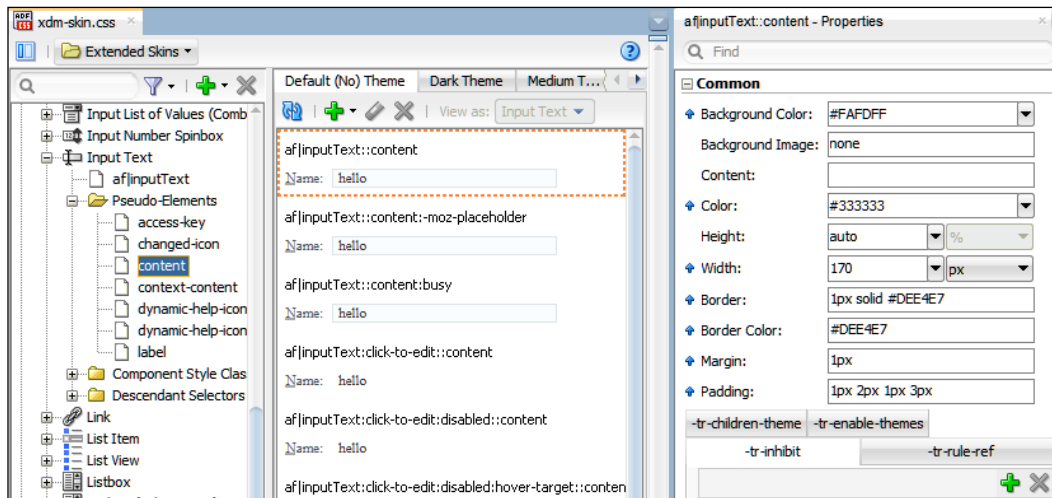 xdm-skin.css
Extended Skins
Input List of Values (Comb
Input Number Spinbox
Input Text
af|inputText
Pseudo-Elements
access-key
changed-icon
content
context-content
dynamic-help-icon
dynamic-help-icon
label
Component Style Clas
Descendant Selectors
Link
List Item
List View
Listbox
Default (No) Theme Dark Theme Medium T...
View as: Input Text
af|inputText::content
Name: hello
af|inputText::content:-moz-placeholder
Name: hello
af|inputText::content:busy
Name: hello
af|inputText:click-to-edit::content
Name: hello
af|inputText:click-to-edit:disabled::content
Name: hello
af|inputText:click-to-edit:disabled:hover-target::conten
af|inputText::content - Properties
Find
Common
Background Color: #FAFDFF
Background Image: none
Content:
Color: #333333
Height: auto %
Width: 170 px
Border: 1px solid #DEE4E7
Border Color: #DEE4E7
Margin: 1px
Padding: 1px 2px 1px 3px
-tr-children-theme -tr-enable-themes
-tr-inhibit -tr-rule-ref